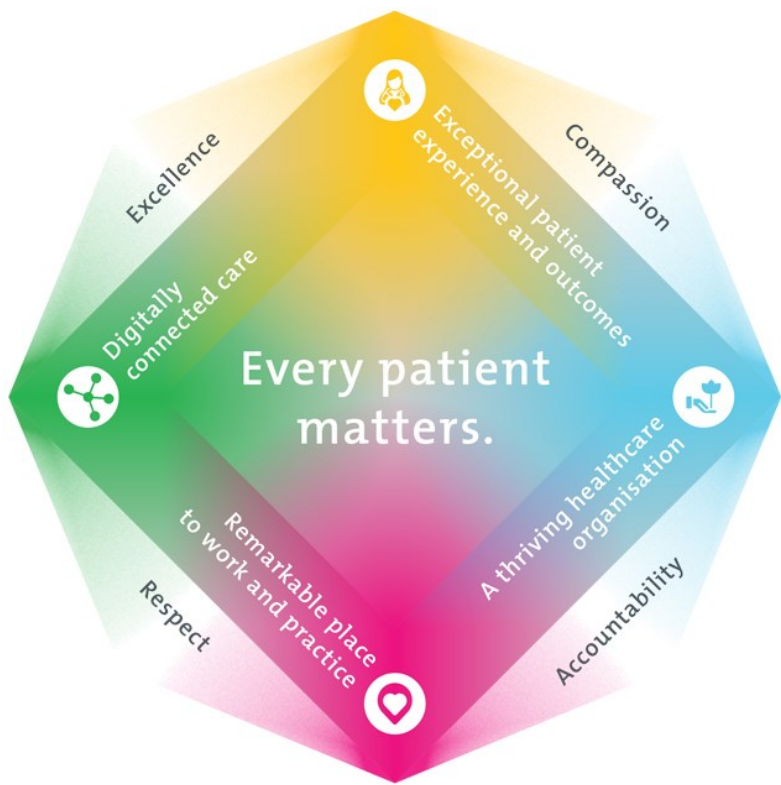 Excellence
Compassion
Exceptional patient
experience and outcomes
Digitally
connected care
Every patient
matters.
A thriving healthcare
organisation
Remarkable place
to work and practice
Respect
Accountability